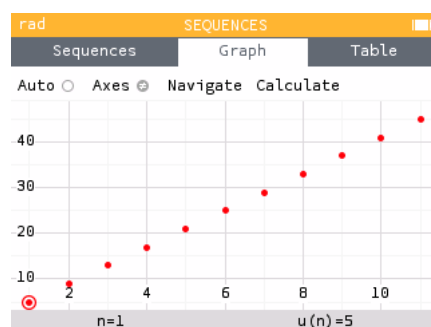 rad SEQUENCES
Sequences Graph Table
Auto Axes Navigate Calculate
40
30
20
10
2 4 6 8 10
n=1 u(n)=5